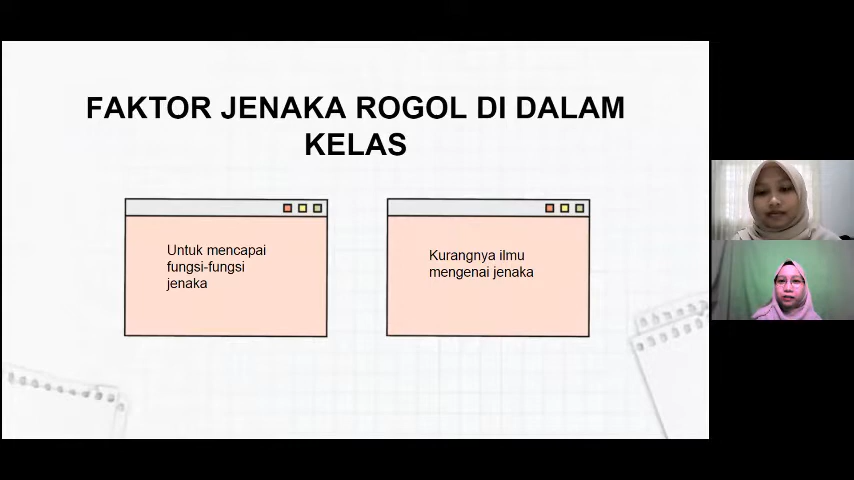 FAKTOR JENAKA ROGOL DI DALAM
KELAS
Untuk mencapai
fungsi-fungsi
jenaka
Kurangnya ilmu
mengenai jenaka